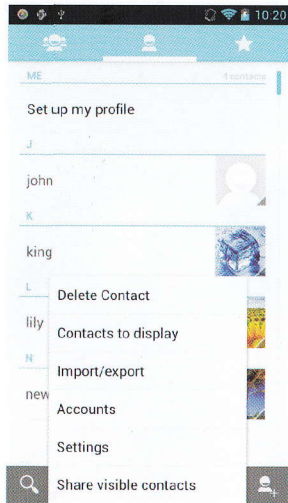 10:20
ME 4 contacts
Set up my profile
J
john
K
king
L
lily
N
new
Delete Contact
Contacts to display
Import/export
Accounts
Settings
Share visible contacts